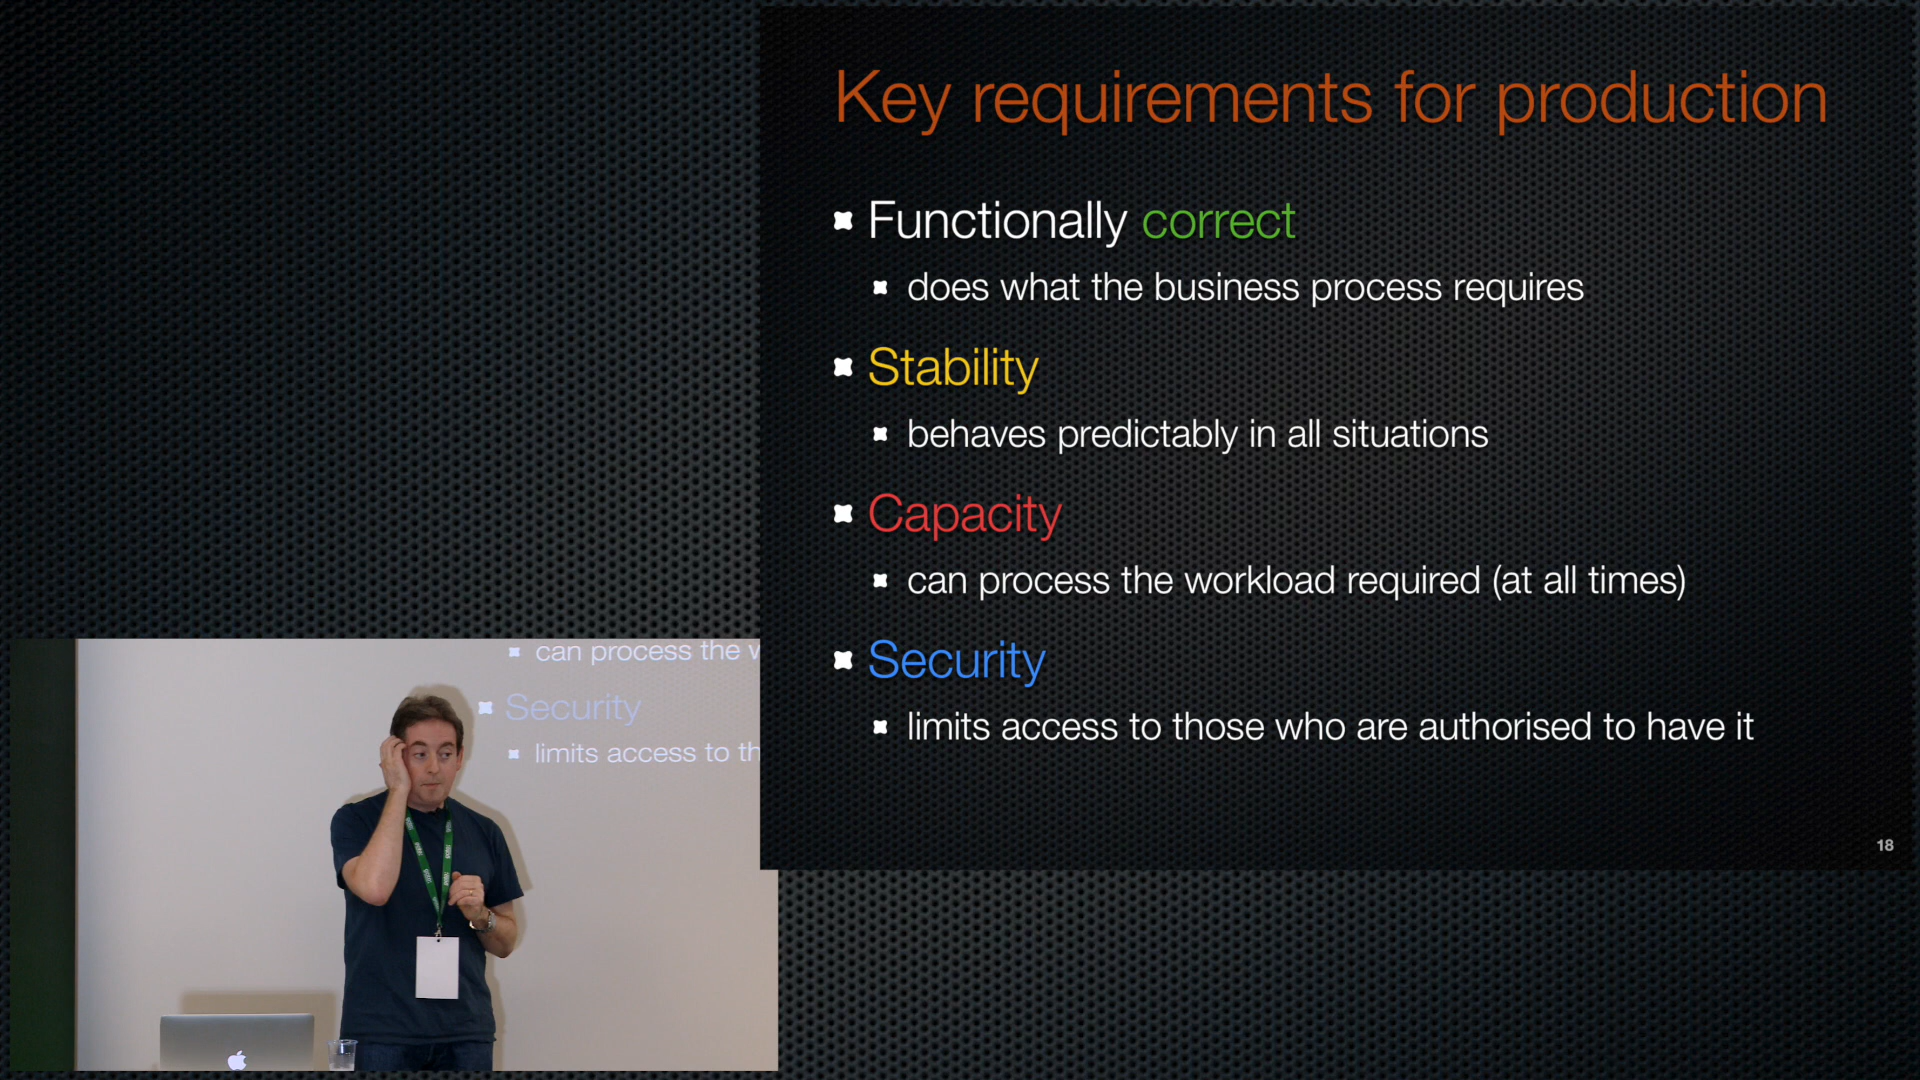 Key requirements for production
Functionally correct
does what the business process requires
Stability
behaves predictably in all situations
Capacity
can process the workload required (at all times)
Security
limits access to those who are authorised to have it
18
can process the
Security
limits access to th